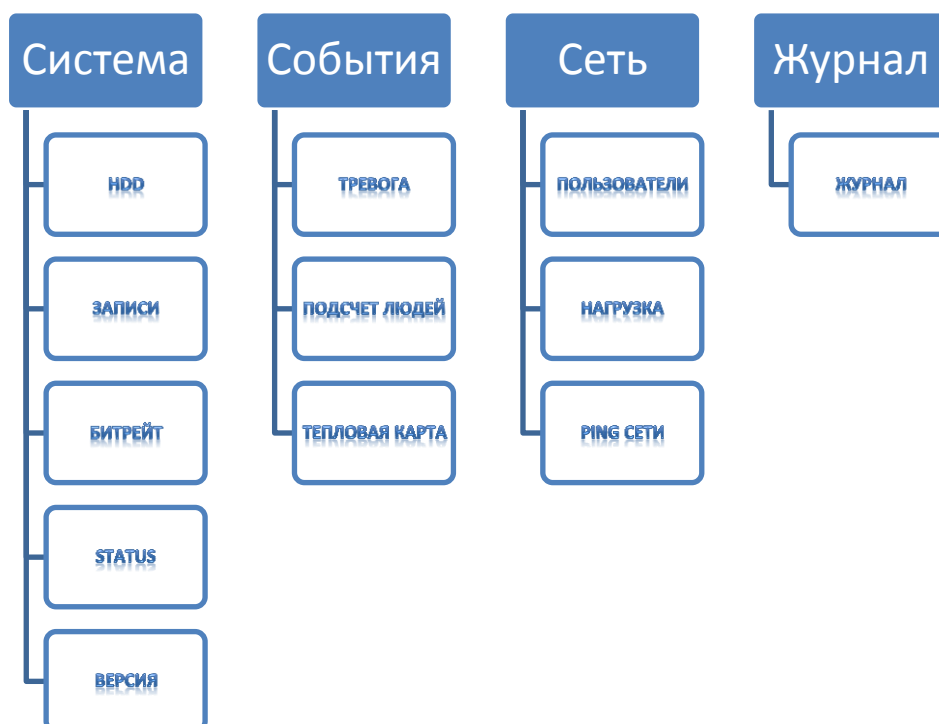 Система
HDD
ЗАПИСИ
БИТРЕЙТ
STATUS
ВЕРСИЯ
События
ТРЕВОГА
ПОДСЧЕТ ЛЮДЕЙ
ТЕПЛОВАЯ КАРТА
Сеть
ПОЛЬЗОВАТЕЛИ
НАГРУЗКА
PING СЕТИ
Журнал
ЖУРНАЛ